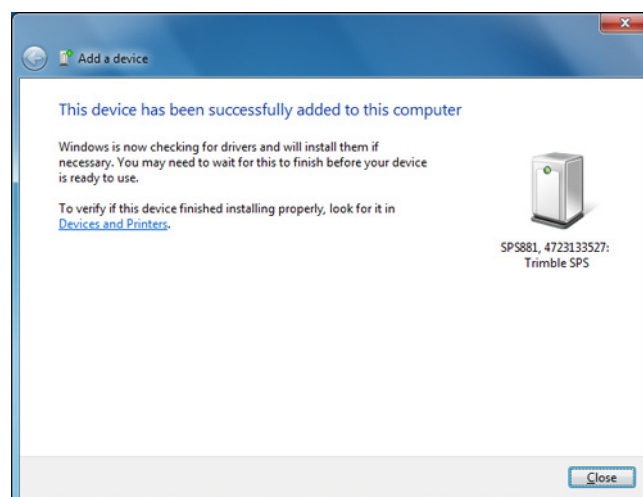 Add a device
This device has been successfully added to this computer
Windows is now checking for drivers and will install them if
necessary. You may need to wait for this to finish before your device
is ready to use.
To verify if this device finished installing properly, look for it in
Devices and Printers.
SPS881, 4723133527:
Trimble SPS
Close